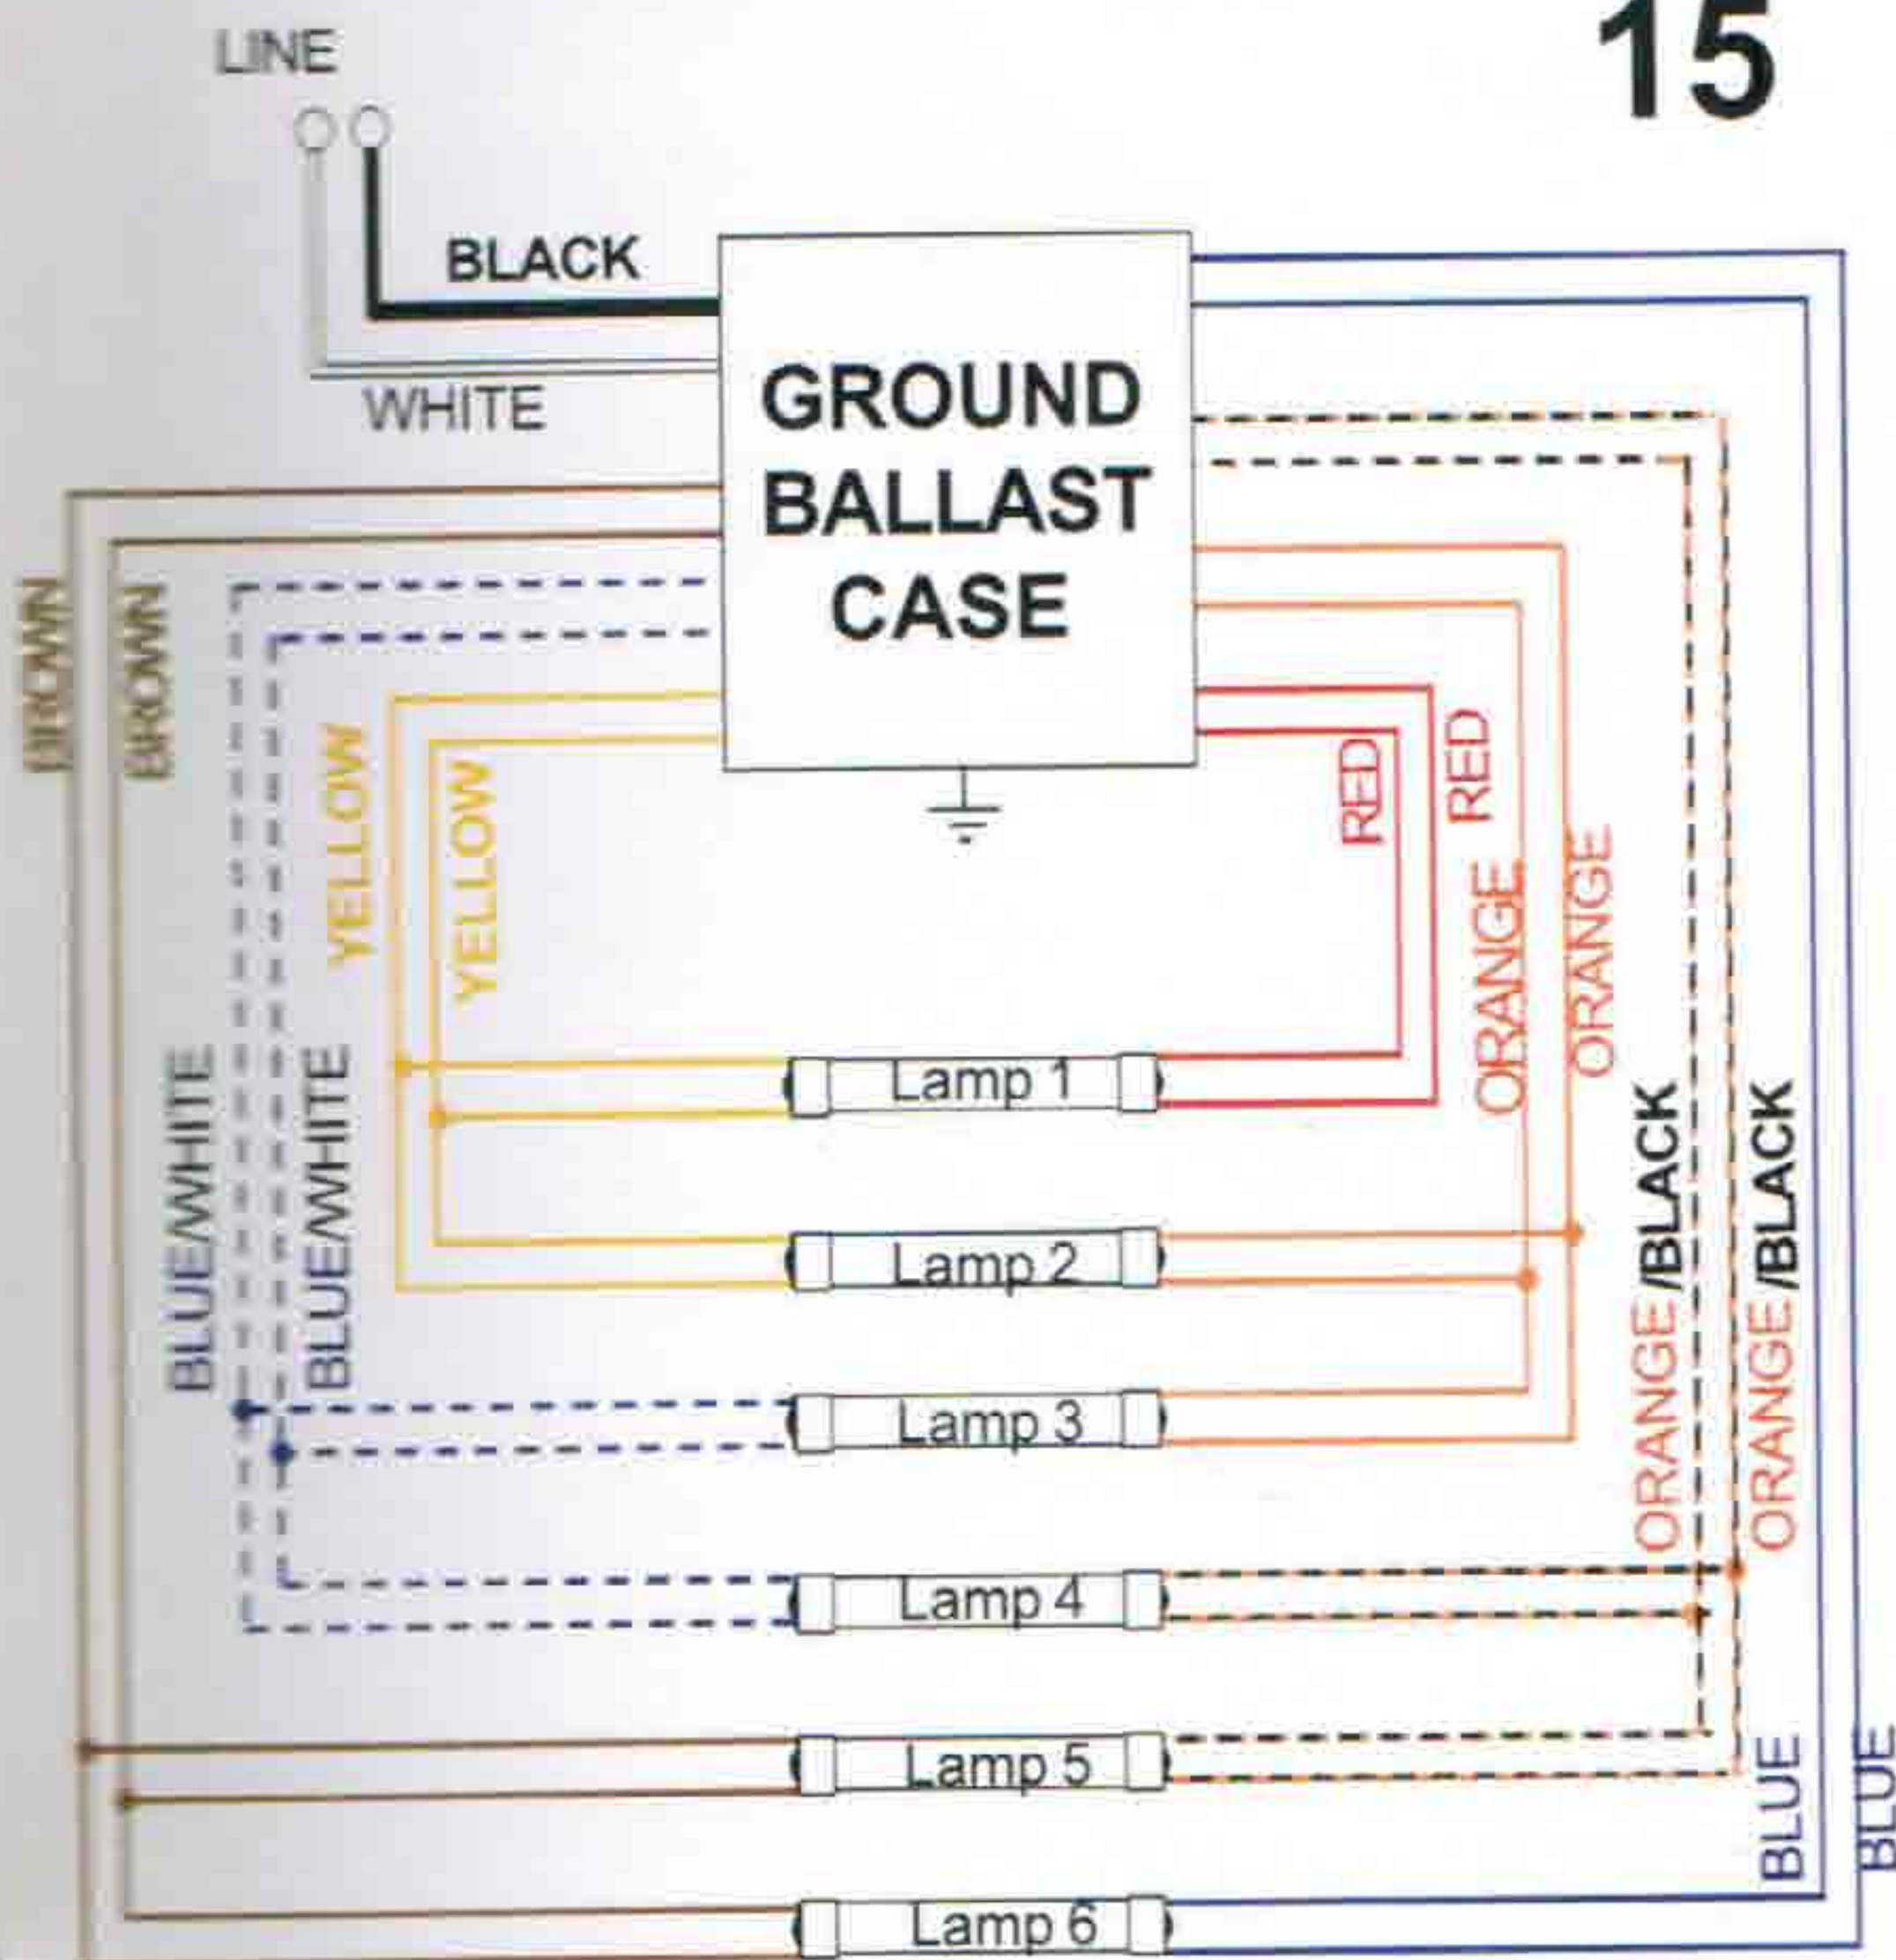 15
LINE
BLACK
WHITE
GROUND
BALLAST
CASE
BROWN
BROWN
YELLOW
YELLOW
RED
RED
ORANGE
ORANGE
BLUE/WHITE
BLUE/WHITE
ORANGE/BLACK
ORANGE/BLACK
Lamp 1
Lamp 2
Lamp 3
Lamp 4
Lamp 5
BLUE
BLUE
Lamp 6